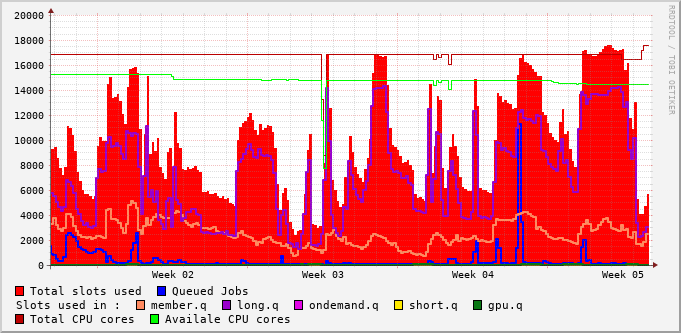 20000
18000
16000
14000
12000
10000
8000
6000
4000
2000
0
Week 02 Week 03 Week 04 Week 05
RRDTOOL / TOBI OETIKER
Total slots used Queued Jobs
Slots used in : member.q long.q ondemand.q short.q gpu.q
Total CPU cores Availale CPU cores